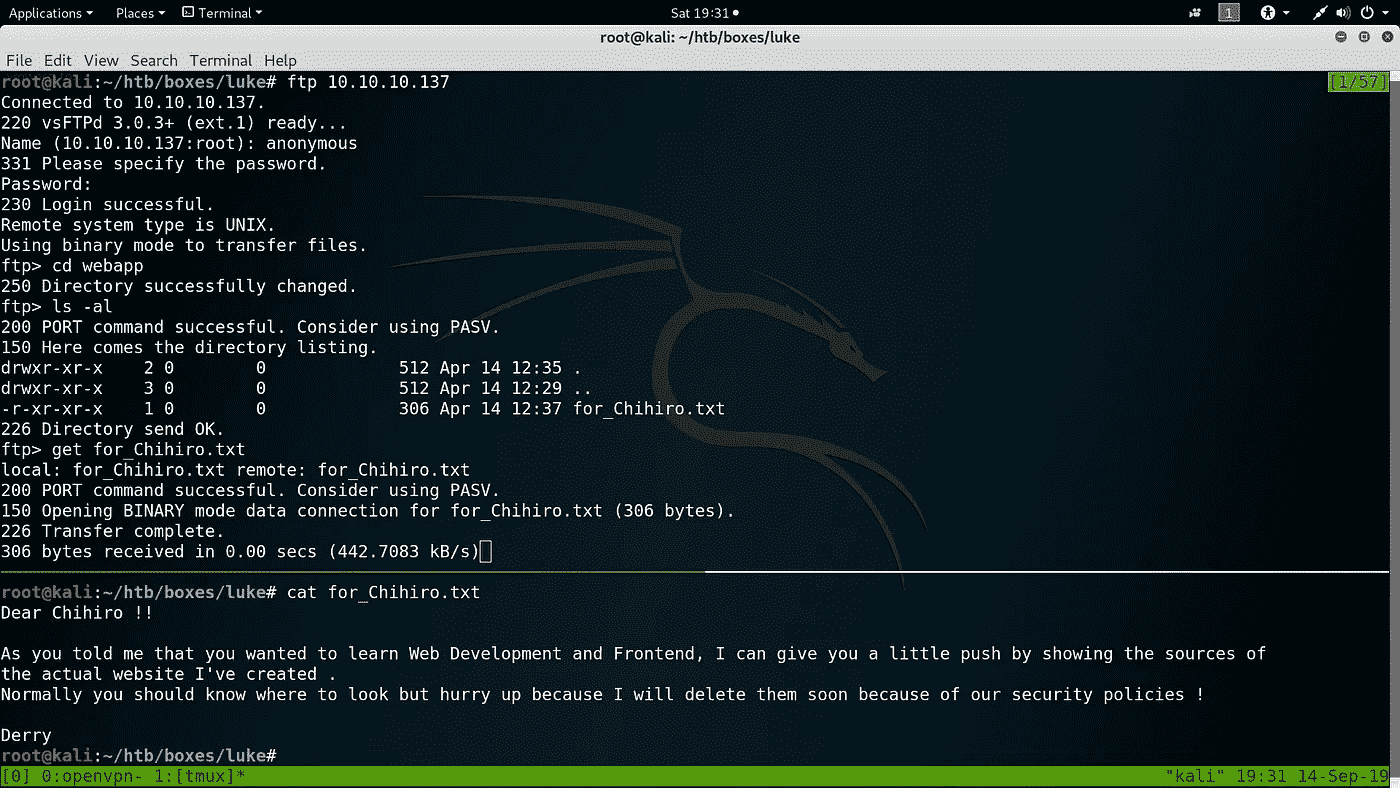 Applications Places Terminal Sat 19:31 1
root@kali: ~/htb/boxes/luke
File Edit View Search Terminal Help
root@kali:~/htb/boxes/luke# ftp 10.10.10.137 [1/57]
Connected to 10.10.10.137.
220 vsFTPd 3.0.3+ (ext.1) ready...
Name (10.10.10.137:root): anonymous
331 Please specify the password.
Password:
230 Login successful.
Remote system type is UNIX.
Using binary mode to transfer files.
ftp> cd webapp
250 Directory successfully changed.
ftp> ls -al
200 PORT command successful. Consider using PASV.
150 Here comes the directory listing.
drwxr-xr-x    2 0        0             512 Apr 14 12:35 .
drwxr-xr-x    3 0        0             512 Apr 14 12:29 ..
-r-xr-xr-x    1 0        0             306 Apr 14 12:37 for_Chihiro.txt
226 Directory send OK.
ftp> get for_Chihiro.txt
local: for_Chihiro.txt remote: for_Chihiro.txt
200 PORT command successful. Consider using PASV.
150 Opening BINARY mode data connection for for_Chihiro.txt (306 bytes).
226 Transfer complete.
306 bytes received in 0.00 secs (442.7083 kB/s)
root@kali:~/htb/boxes/luke# cat for_Chihiro.txt
Dear Chihiro !!
As you told me that you wanted to learn Web Development and Frontend, I can give you a little push by showing the sources of
the actual website I've created .
Normally you should know where to look but hurry up because I will delete them soon because of our security policies !
Derry
root@kali:~/htb/boxes/luke#
[0] 0:openvpn- 1:[tmux]* "kali" 19:31 14-Sep-19